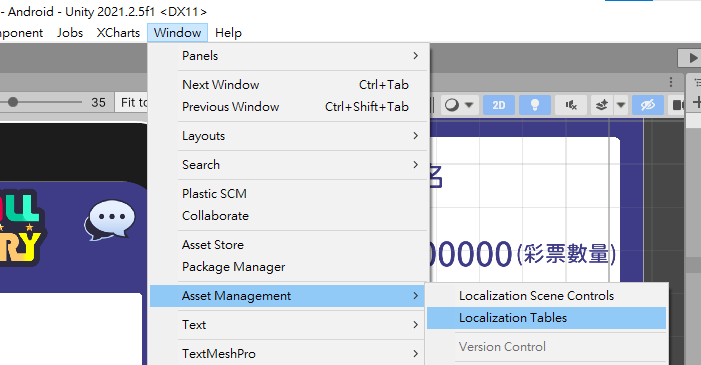 - Android - Unity 2021.2.5f1 <DX11>
mponent Jobs XCharts Window Help
Panels
35 Fit to
Next Window Ctrl+Tab
Previous Window Ctrl+Shift+Tab
2D
Layouts
Search
名
Plastic SCM
Collaborate
Asset Store
Package Manager
00000 (彩票數量)
Asset Management
Localization Scene Controls
Localization Tables
Text
Version Control
TextMeshPro